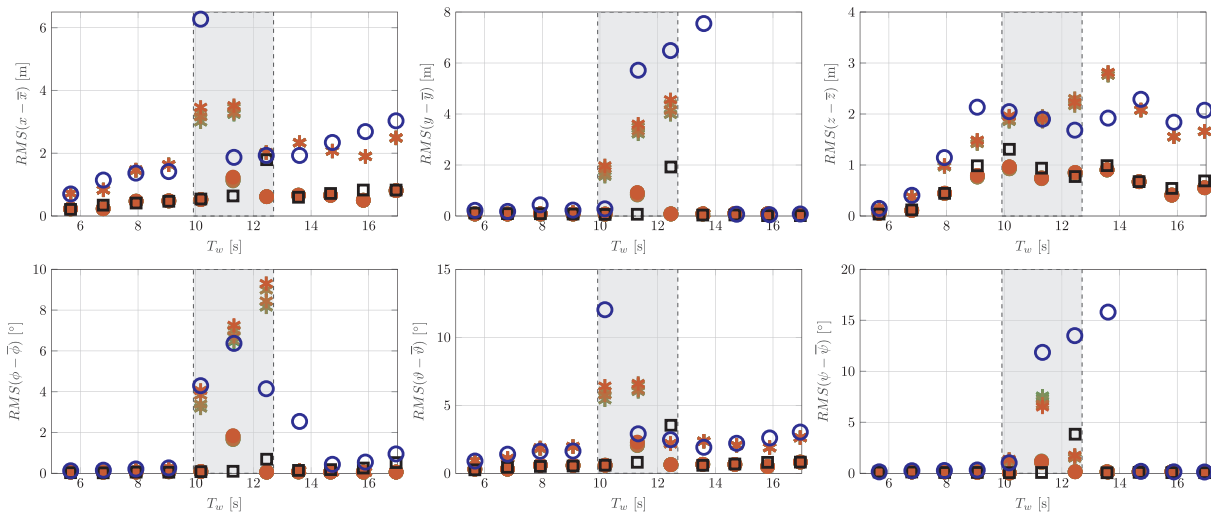 6
4
2
0
6 8 10 12 14 16
T_w [s]
RMS(x − x̅) [m]
8
6
4
2
0
6 8 10 12 14 16
T_w [s]
RMS(y − y̅) [m]
4
3
2
1
0
6 8 10 12 14 16
T_w [s]
RMS(z − z̅) [m]
10
8
6
4
2
0
6 8 10 12 14 16
T_w [s]
RMS(ϕ − ϕ̅) [°]
15
10
5
0
6 8 10 12 14 16
T_w [s]
RMS(ϑ − ϑ̅) [°]
20
15
10
5
0
6 8 10 12 14 16
T_w [s]
RMS(ψ − ψ̅) [°]